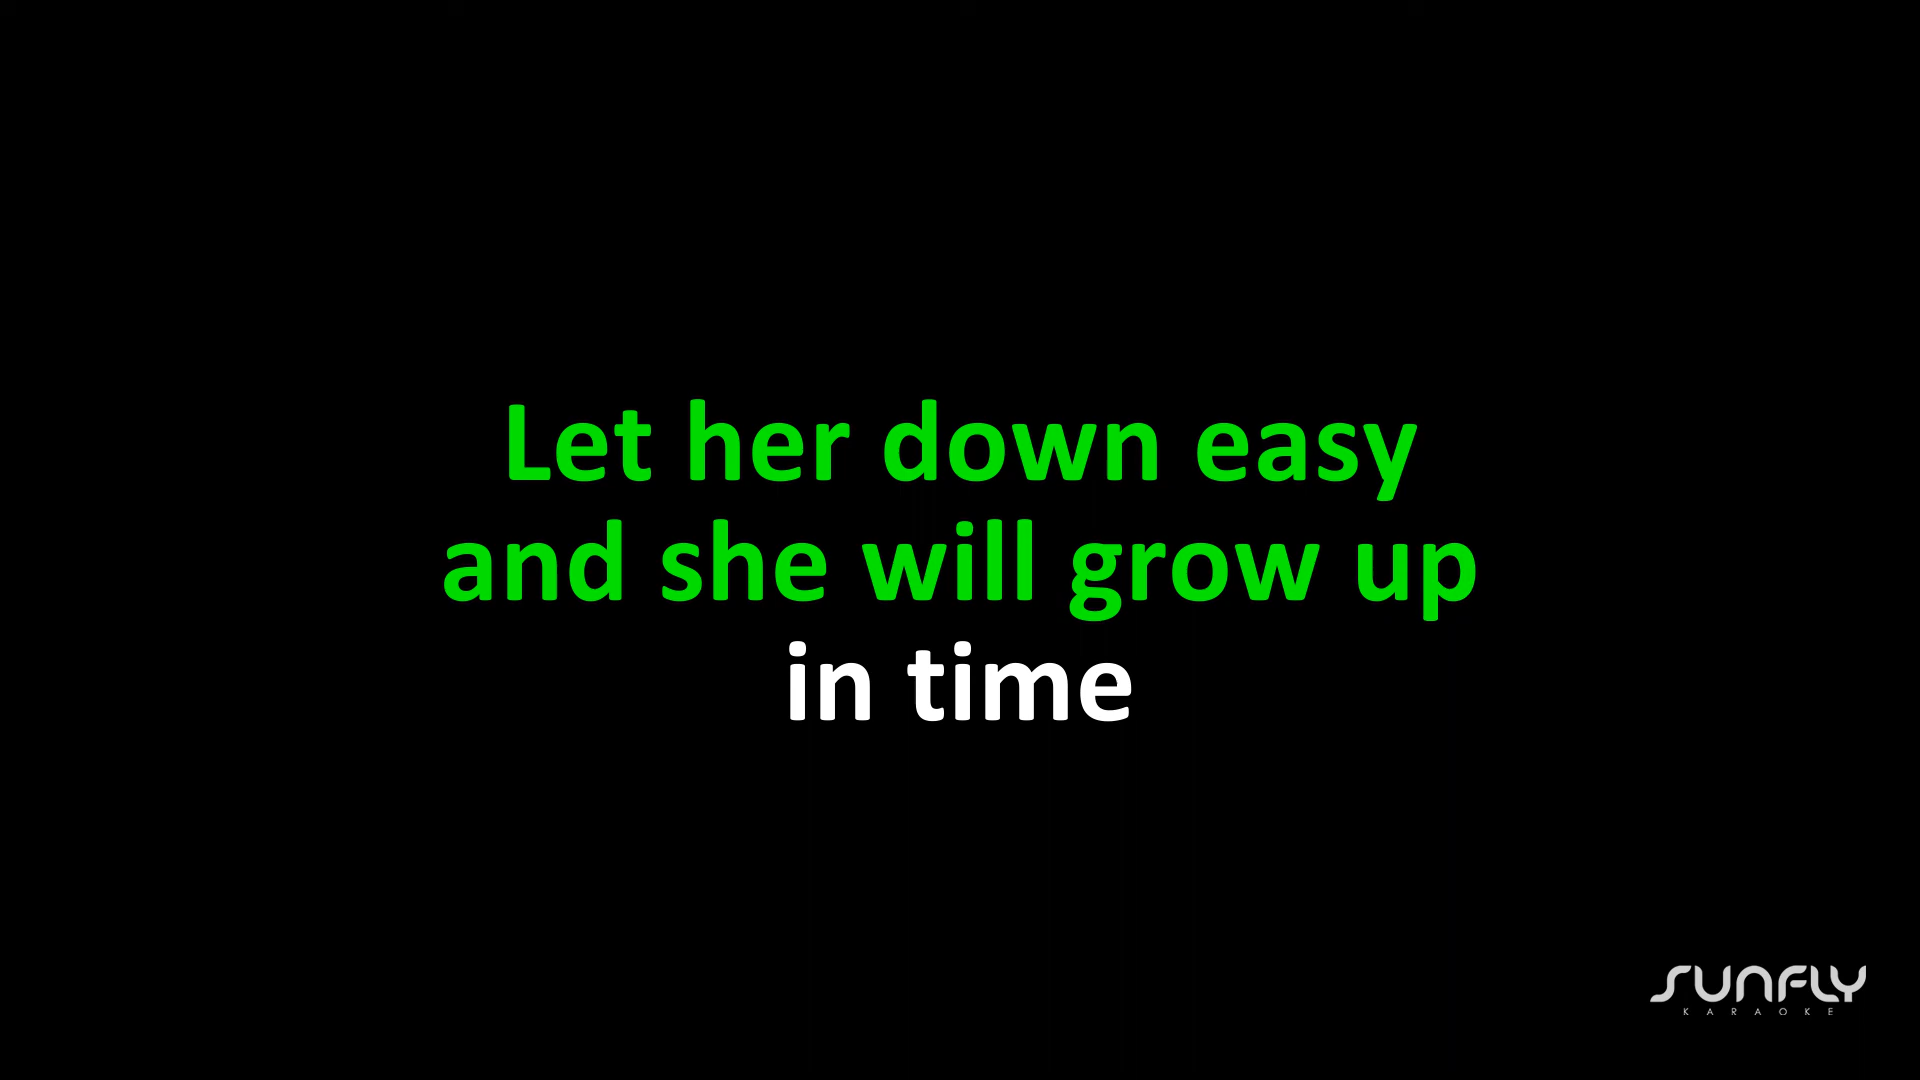 Let her down easy
and she will grow up
in time
SUNFLY
KARAOKE